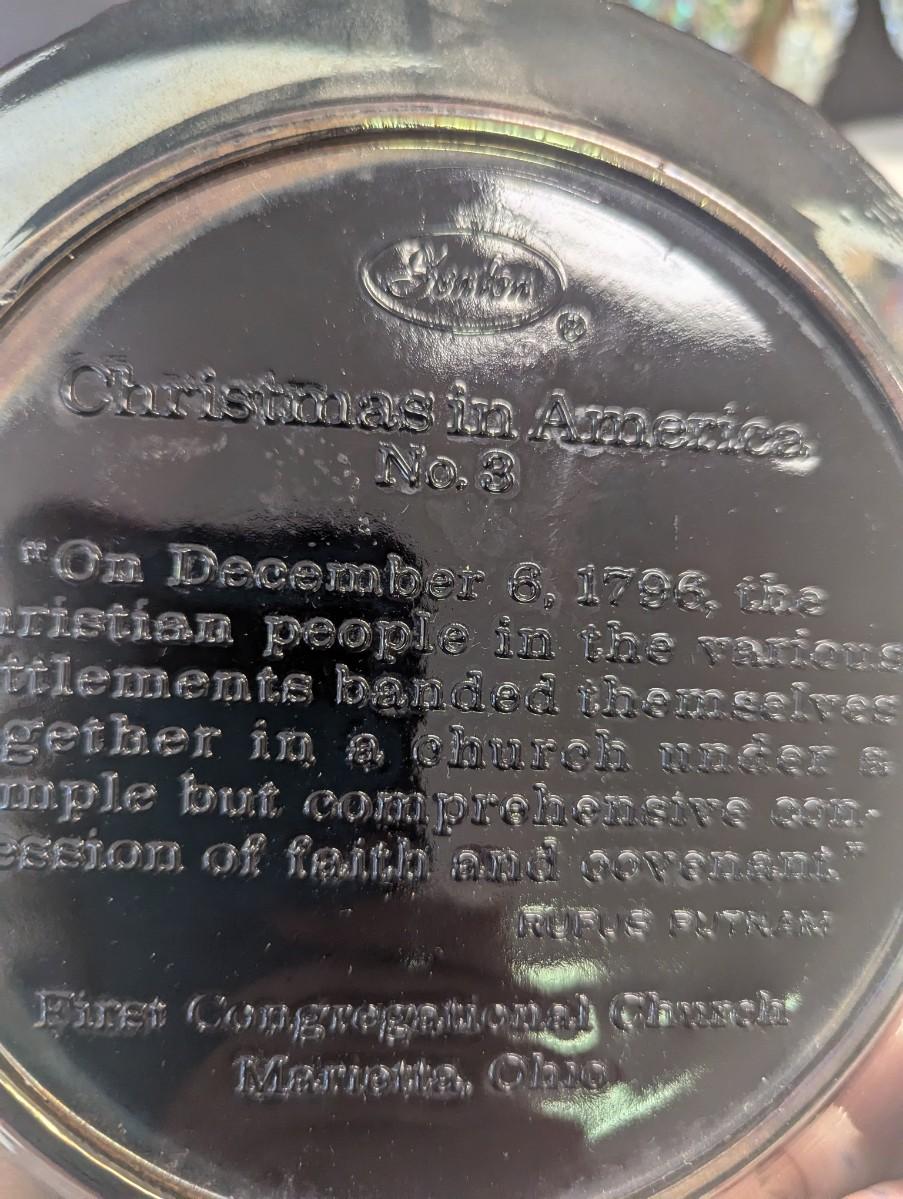 Fenton ®
Christmas in America
No. 3
"On December 6, 1796, the
hristian people in the various
ttlements banded themselves
gether in a church under a
mple but comprehensive con-
ession of faith and covenant."
RUFUS PUTNAM
First Congregational Church
Marietta, Ohio